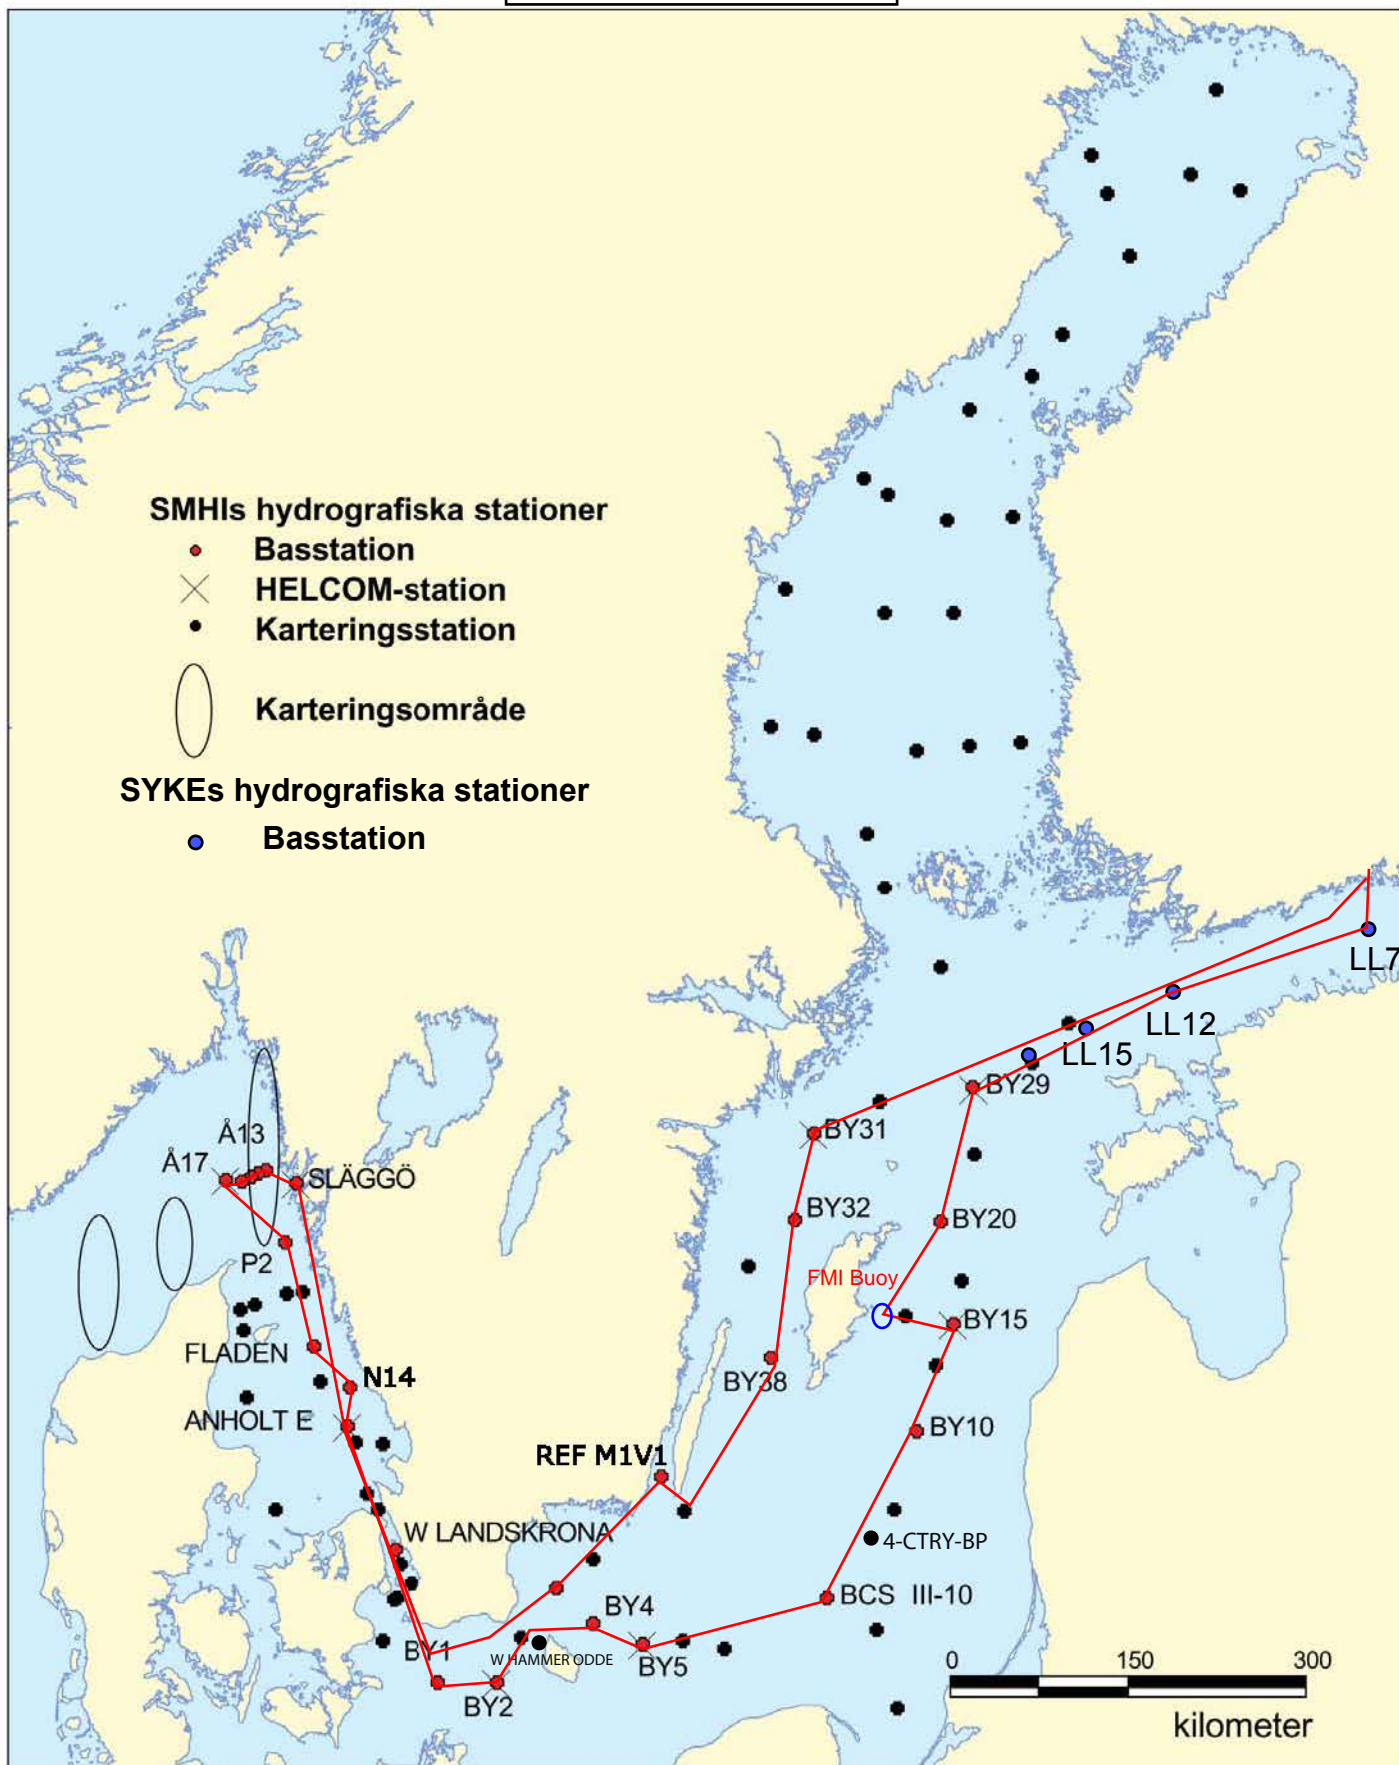 SMHIs hydrografiska stationer
Basstation
HELCOM-station
Karteringsstation
Karteringsområde
SYKEs hydrografiska stationer
Basstation
LL7
LL12
LL15
BY29
BY31
Å13
Å17
SLÄGGÖ
BY32
BY20
P2
FMI Buoy
BY15
FLADEN
N14
BY38
ANHOLT E
BY10
REF M1V1
W LANDSKRONA
4-CTRY-BP
BCS III-10
BY4
BY1
W HAMMER ODDE
BY5
BY2
0 150 300
kilometer